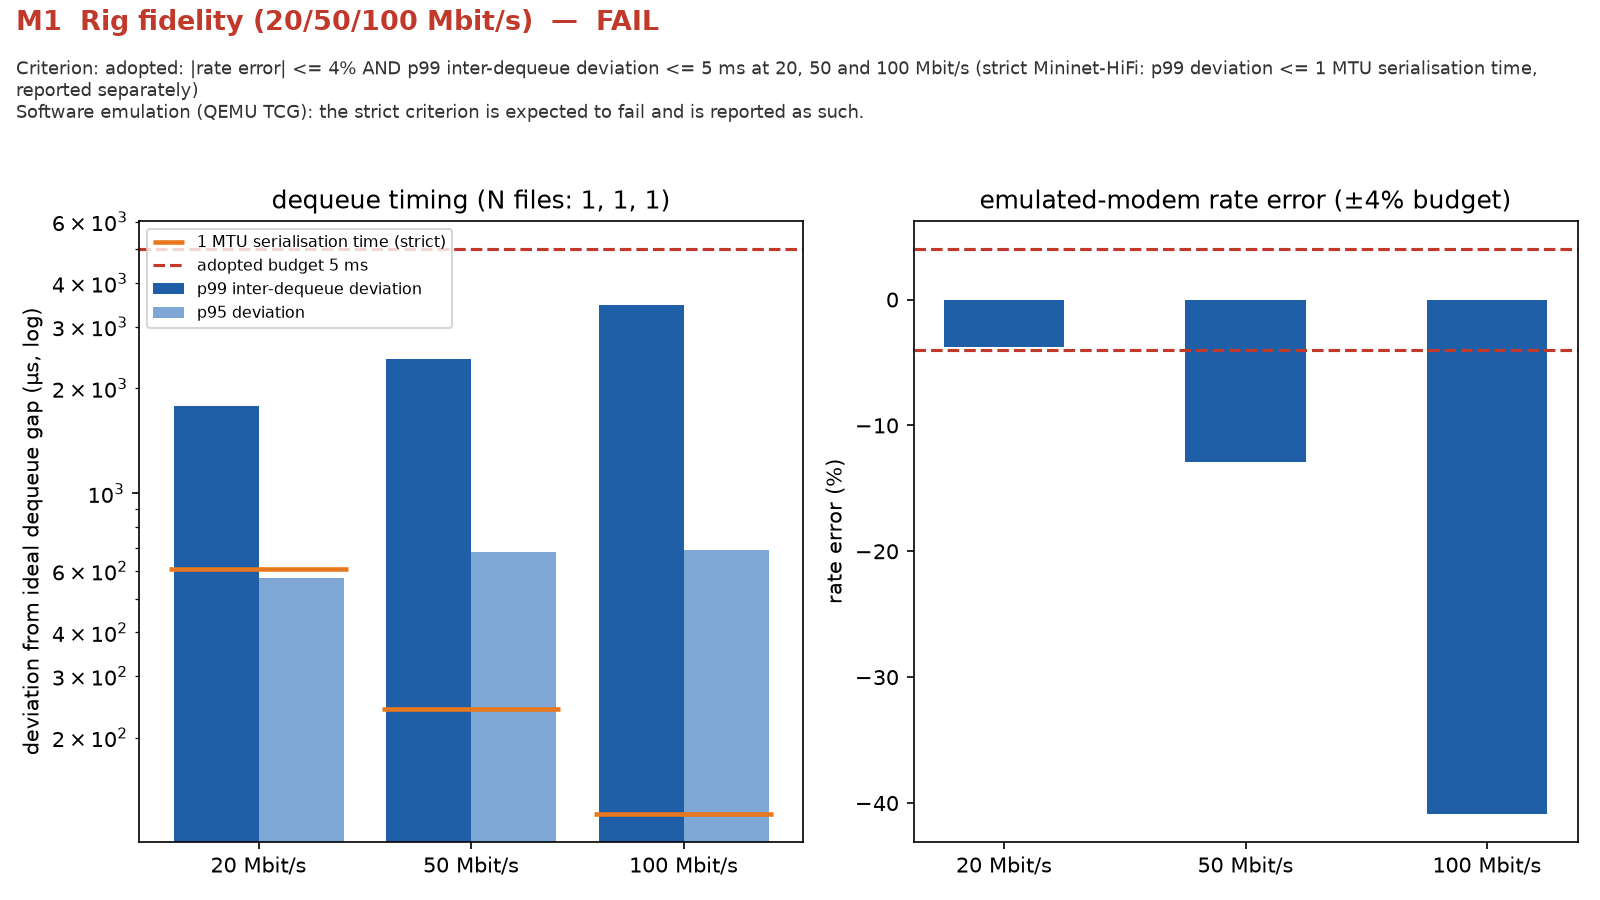 M1 Rig fidelity (20/50/100 Mbit/s) — FAIL
Criterion: adopted: |rate error| <= 4% AND p99 inter-dequeue deviation <= 5 ms at 20, 50 and 100 Mbit/s (strict Mininet-HiFi: p99 deviation <= 1 MTU serialisation time,
reported separately)
Software emulation (QEMU TCG): the strict criterion is expected to fail and is reported as such.
dequeue timing (N files: 1, 1, 1)
deviation from ideal dequeue gap (µs, log)
6 × 10³
4 × 10³
3 × 10³
2 × 10³
10³
6 × 10²
4 × 10²
3 × 10²
2 × 10²
1 MTU serialisation time (strict)
adopted budget 5 ms
p99 inter-dequeue deviation
p95 deviation
20 Mbit/s
50 Mbit/s
100 Mbit/s
emulated-modem rate error (±4% budget)
rate error (%)
0
−10
−20
−30
−40
20 Mbit/s
50 Mbit/s
100 Mbit/s